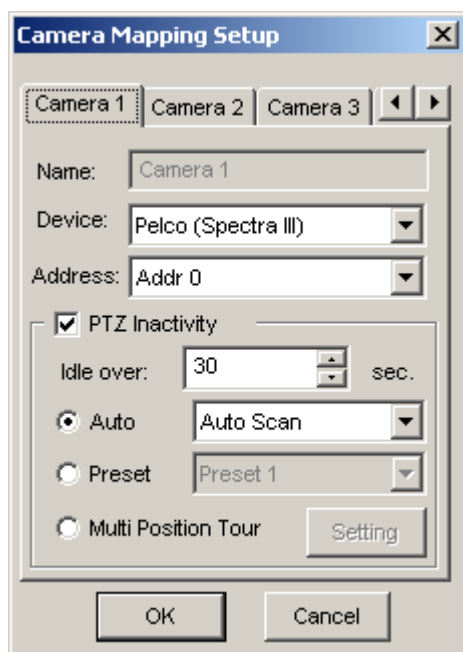 Camera Mapping Setup
Camera 1 Camera 2 Camera 3
Name: Camera 1
Device: Pelco (Spectra III)
Address: Addr 0
PTZ Inactivity
Idle over: 30 sec.
Auto Auto Scan
Preset Preset 1
Multi Position Tour Setting
OK Cancel